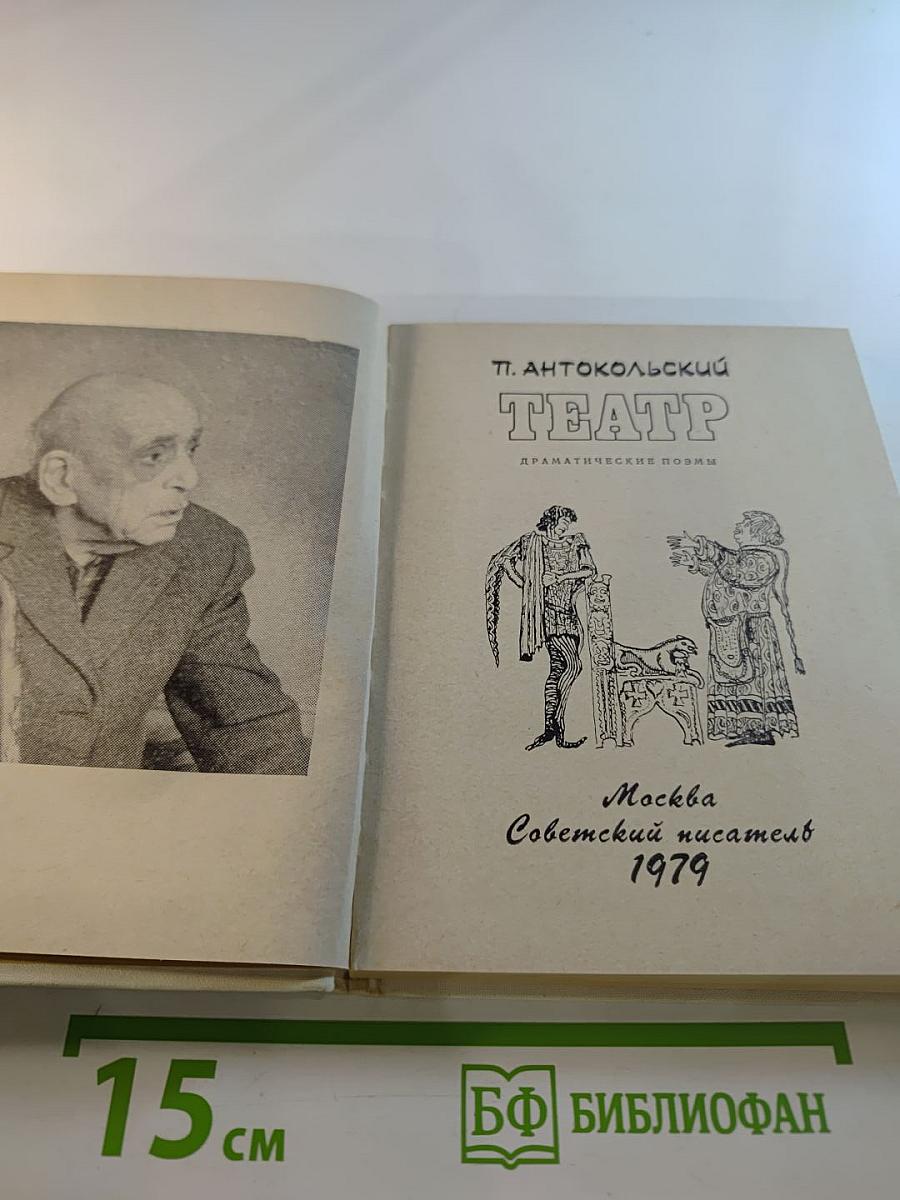 П. АНТОКОЛЬСКИЙ
ТЕАТР
ДРАМАТИЧЕСКИЕ ПОЭМЫ
Москва
Советский писатель
1979
15 см
БФ БИБЛИОФАН